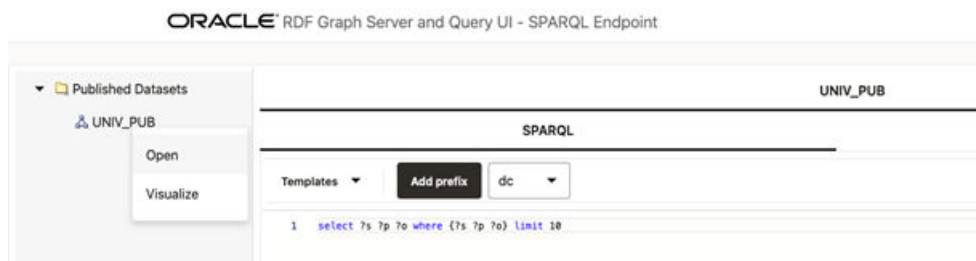 ORACLE RDF Graph Server and Query UI - SPARQL Endpoint
Published Datasets
UNIV_PUB
Open
Visualize
UNIV_PUB
SPARQL
Templates Add prefix dc
1 select ?s ?p ?o where {?s ?p ?o} limit 10